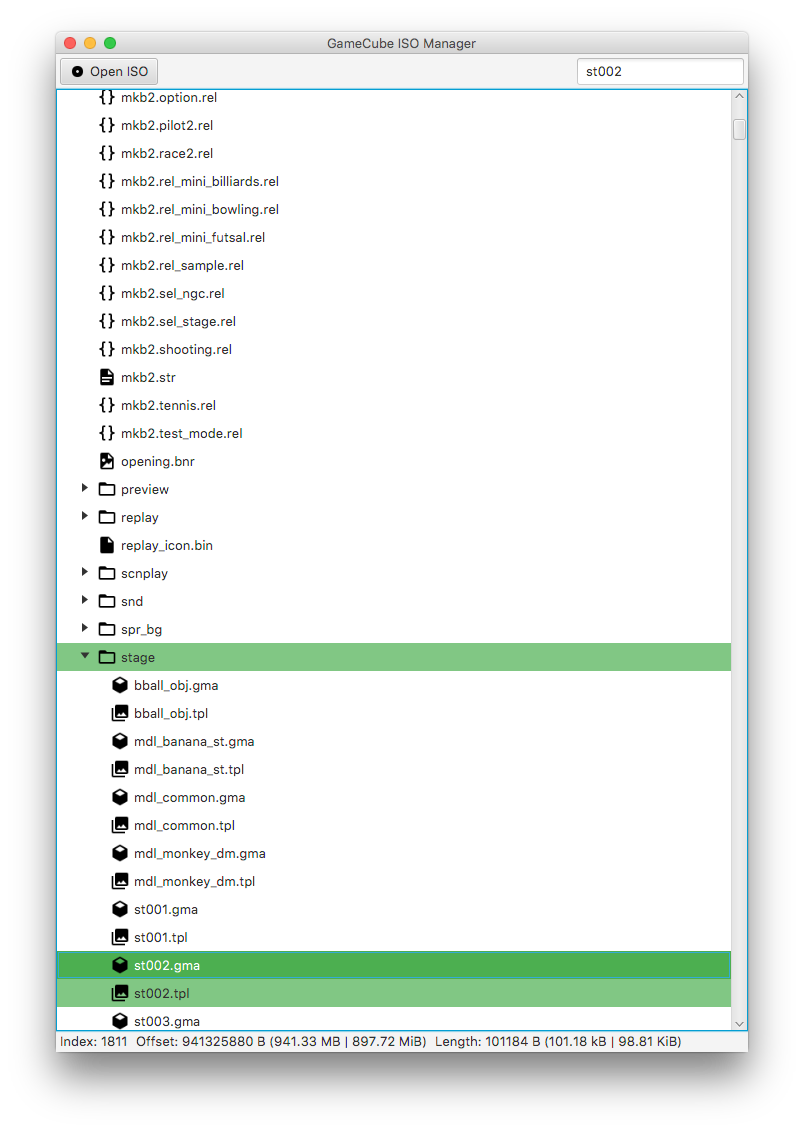 GameCube ISO Manager
Open ISO
st002
mkb2.option.rel
mkb2.pilot2.rel
mkb2.race2.rel
mkb2.rel_mini_billiards.rel
mkb2.rel_mini_bowling.rel
mkb2.rel_mini_futsal.rel
mkb2.rel_sample.rel
mkb2.sel_ngc.rel
mkb2.sel_stage.rel
mkb2.shooting.rel
mkb2.str
mkb2.tennis.rel
mkb2.test_mode.rel
opening.bnr
preview
replay
replay_icon.bin
scnplay
snd
spr_bg
stage
bball_obj.gma
bball_obj.tpl
mdl_banana_st.gma
mdl_banana_st.tpl
mdl_common.gma
mdl_common.tpl
mdl_monkey_dm.gma
mdl_monkey_dm.tpl
st001.gma
st001.tpl
st002.gma
st002.tpl
st003.gma
Index: 1811 Offset: 941325880 B (941.33 MB | 897.72 MiB) Length: 101184 B (101.18 kB | 98.81 KiB)